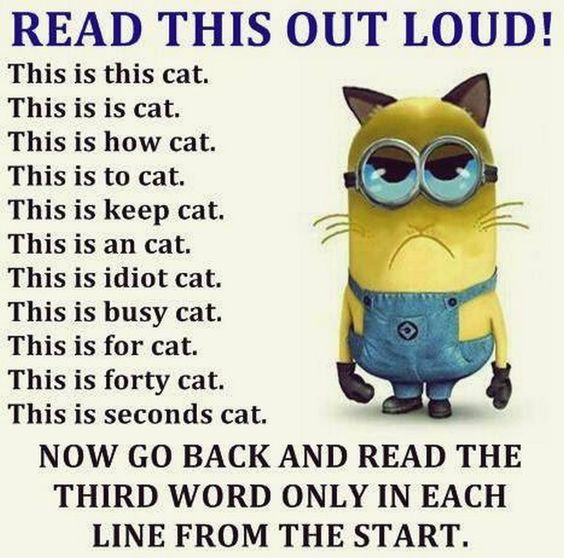 READ THIS OUT LOUD!
This is this cat.
This is is cat.
This is how cat.
This is to cat.
This is keep cat.
This is an cat.
This is idiot cat.
This is busy cat.
This is for cat.
This is forty cat.
This is seconds cat.
NOW GO BACK AND READ THE
THIRD WORD ONLY IN EACH
LINE FROM THE START.